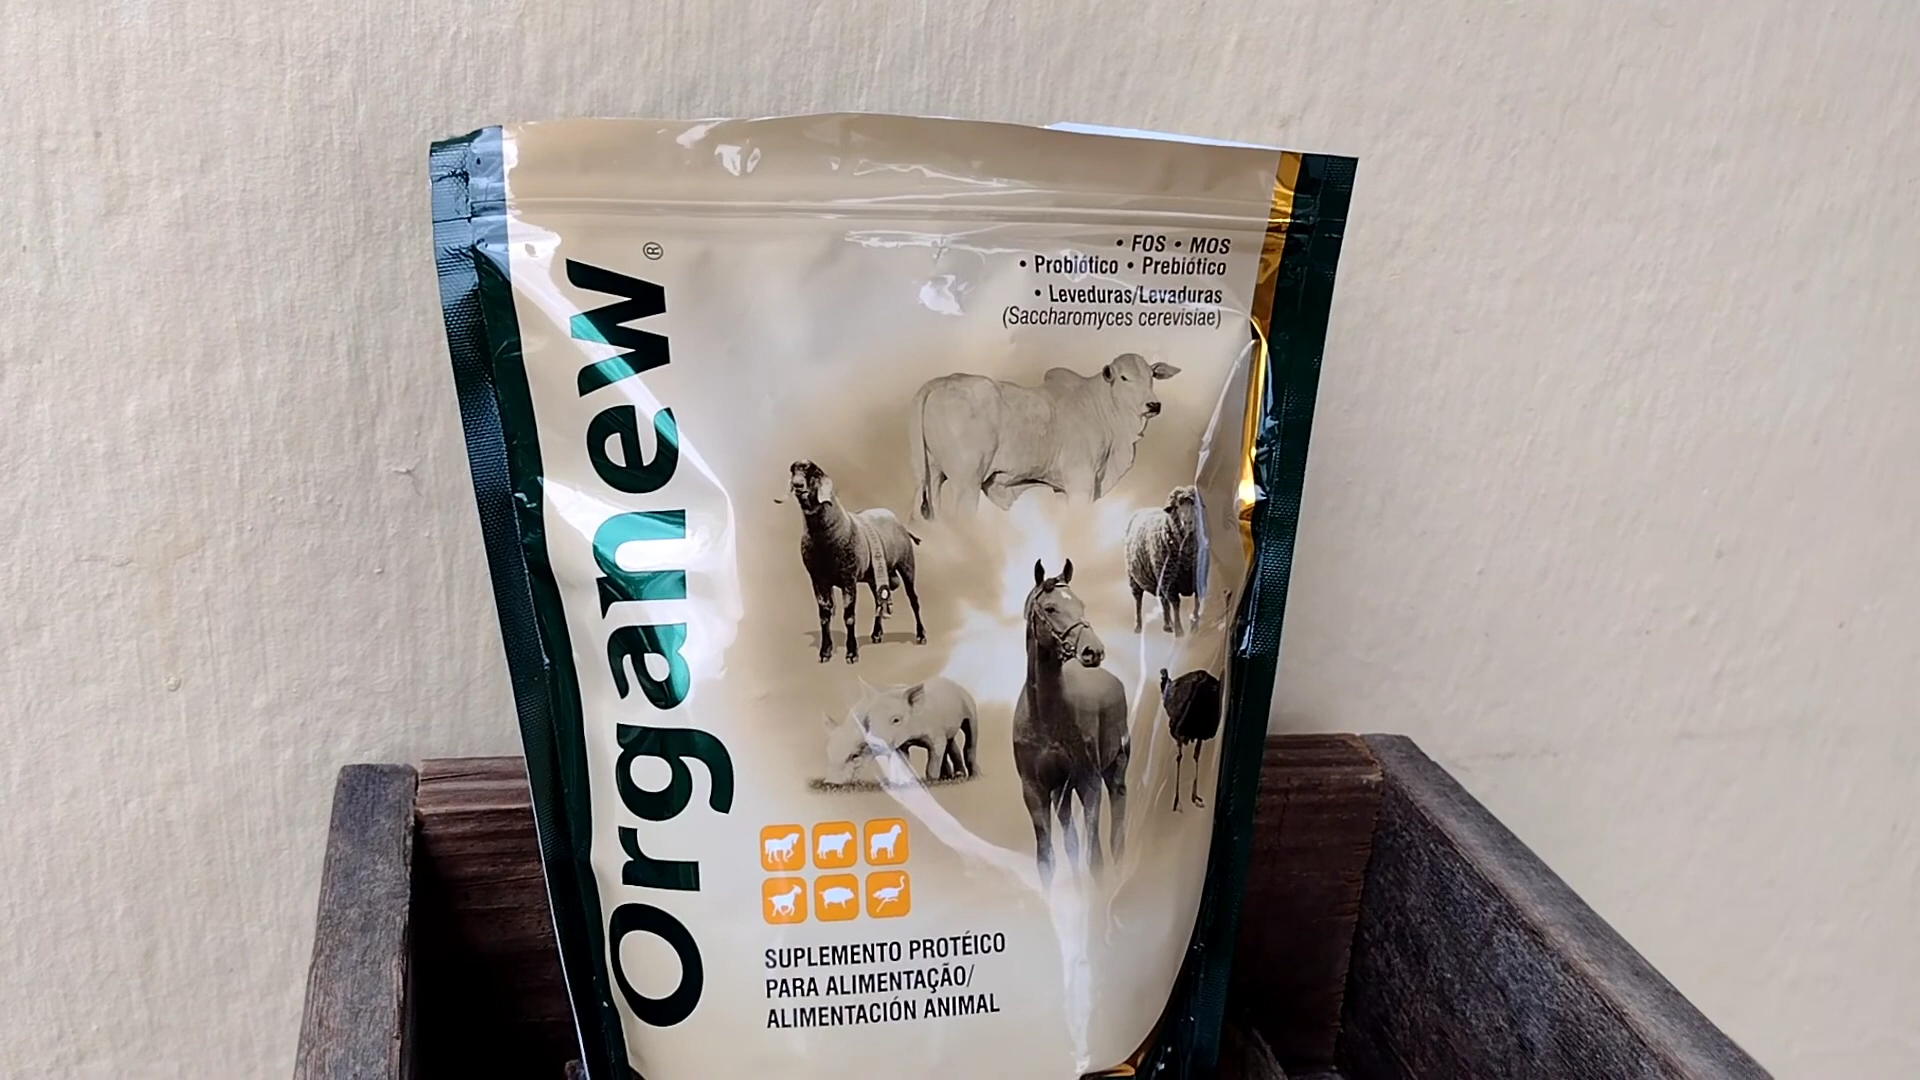 Organew®
• FOS • MOS
• Probiótico • Prebiótico
• Leveduras/Levaduras
(Saccharomyces cerevisiae)
SUPLEMENTO PROTÉICO
PARA ALIMENTAÇÃO/
ALIMENTACIÓN ANIMAL